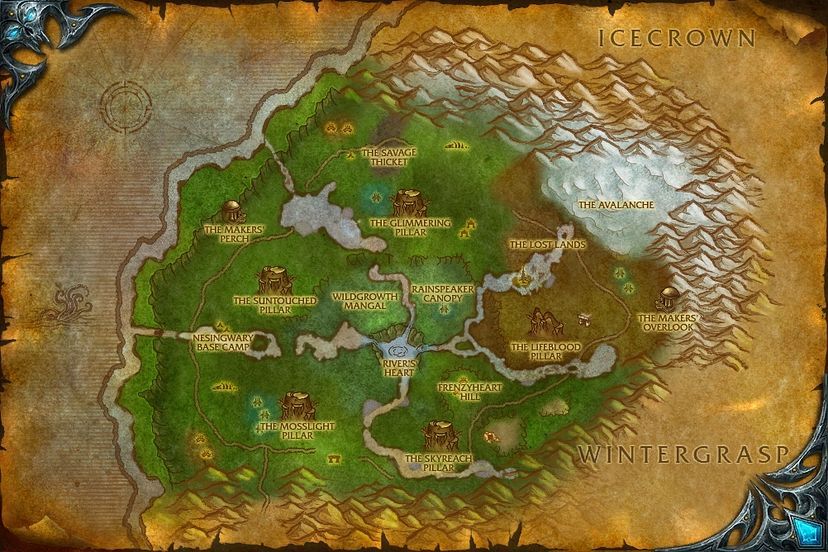 ICECROWN
THE SAVAGE
THICKET
THE AVALANCHE
THE MAKERS'
PERCH
THE GLIMMERING
PILLAR
THE LOST LANDS
THE SUNTOUCHED
PILLAR
WILDGROWTH
MANGAL
RAINSPEAKER
CANOPY
THE MAKERS'
OVERLOOK
NESINGWARY
BASE CAMP
THE LIFEBLOOD
PILLAR
RIVER'S
HEART
FRENZYHEART
HILL
THE MOSSLIGHT
PILLAR
THE SKYREACH
PILLAR
WINTERGRASP